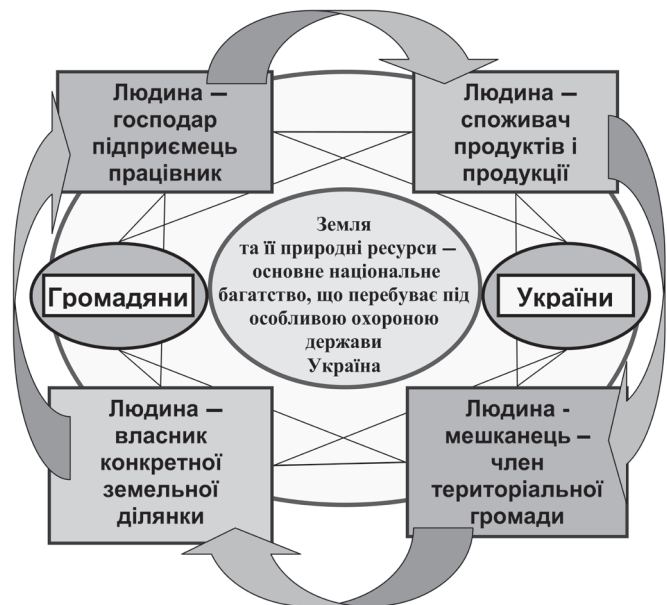 Людина –
господар
підприємець
працівник
Людина –
споживач
продуктів і
продукції
Земля
та її природні ресурси –
основне національне
багатство, що перебуває під
особливою охороною
держави
Україна
Громадяни
України
Людина –
власник
конкретної
земельної
ділянки
Людина -
мешканець –
член
територіальної
громади